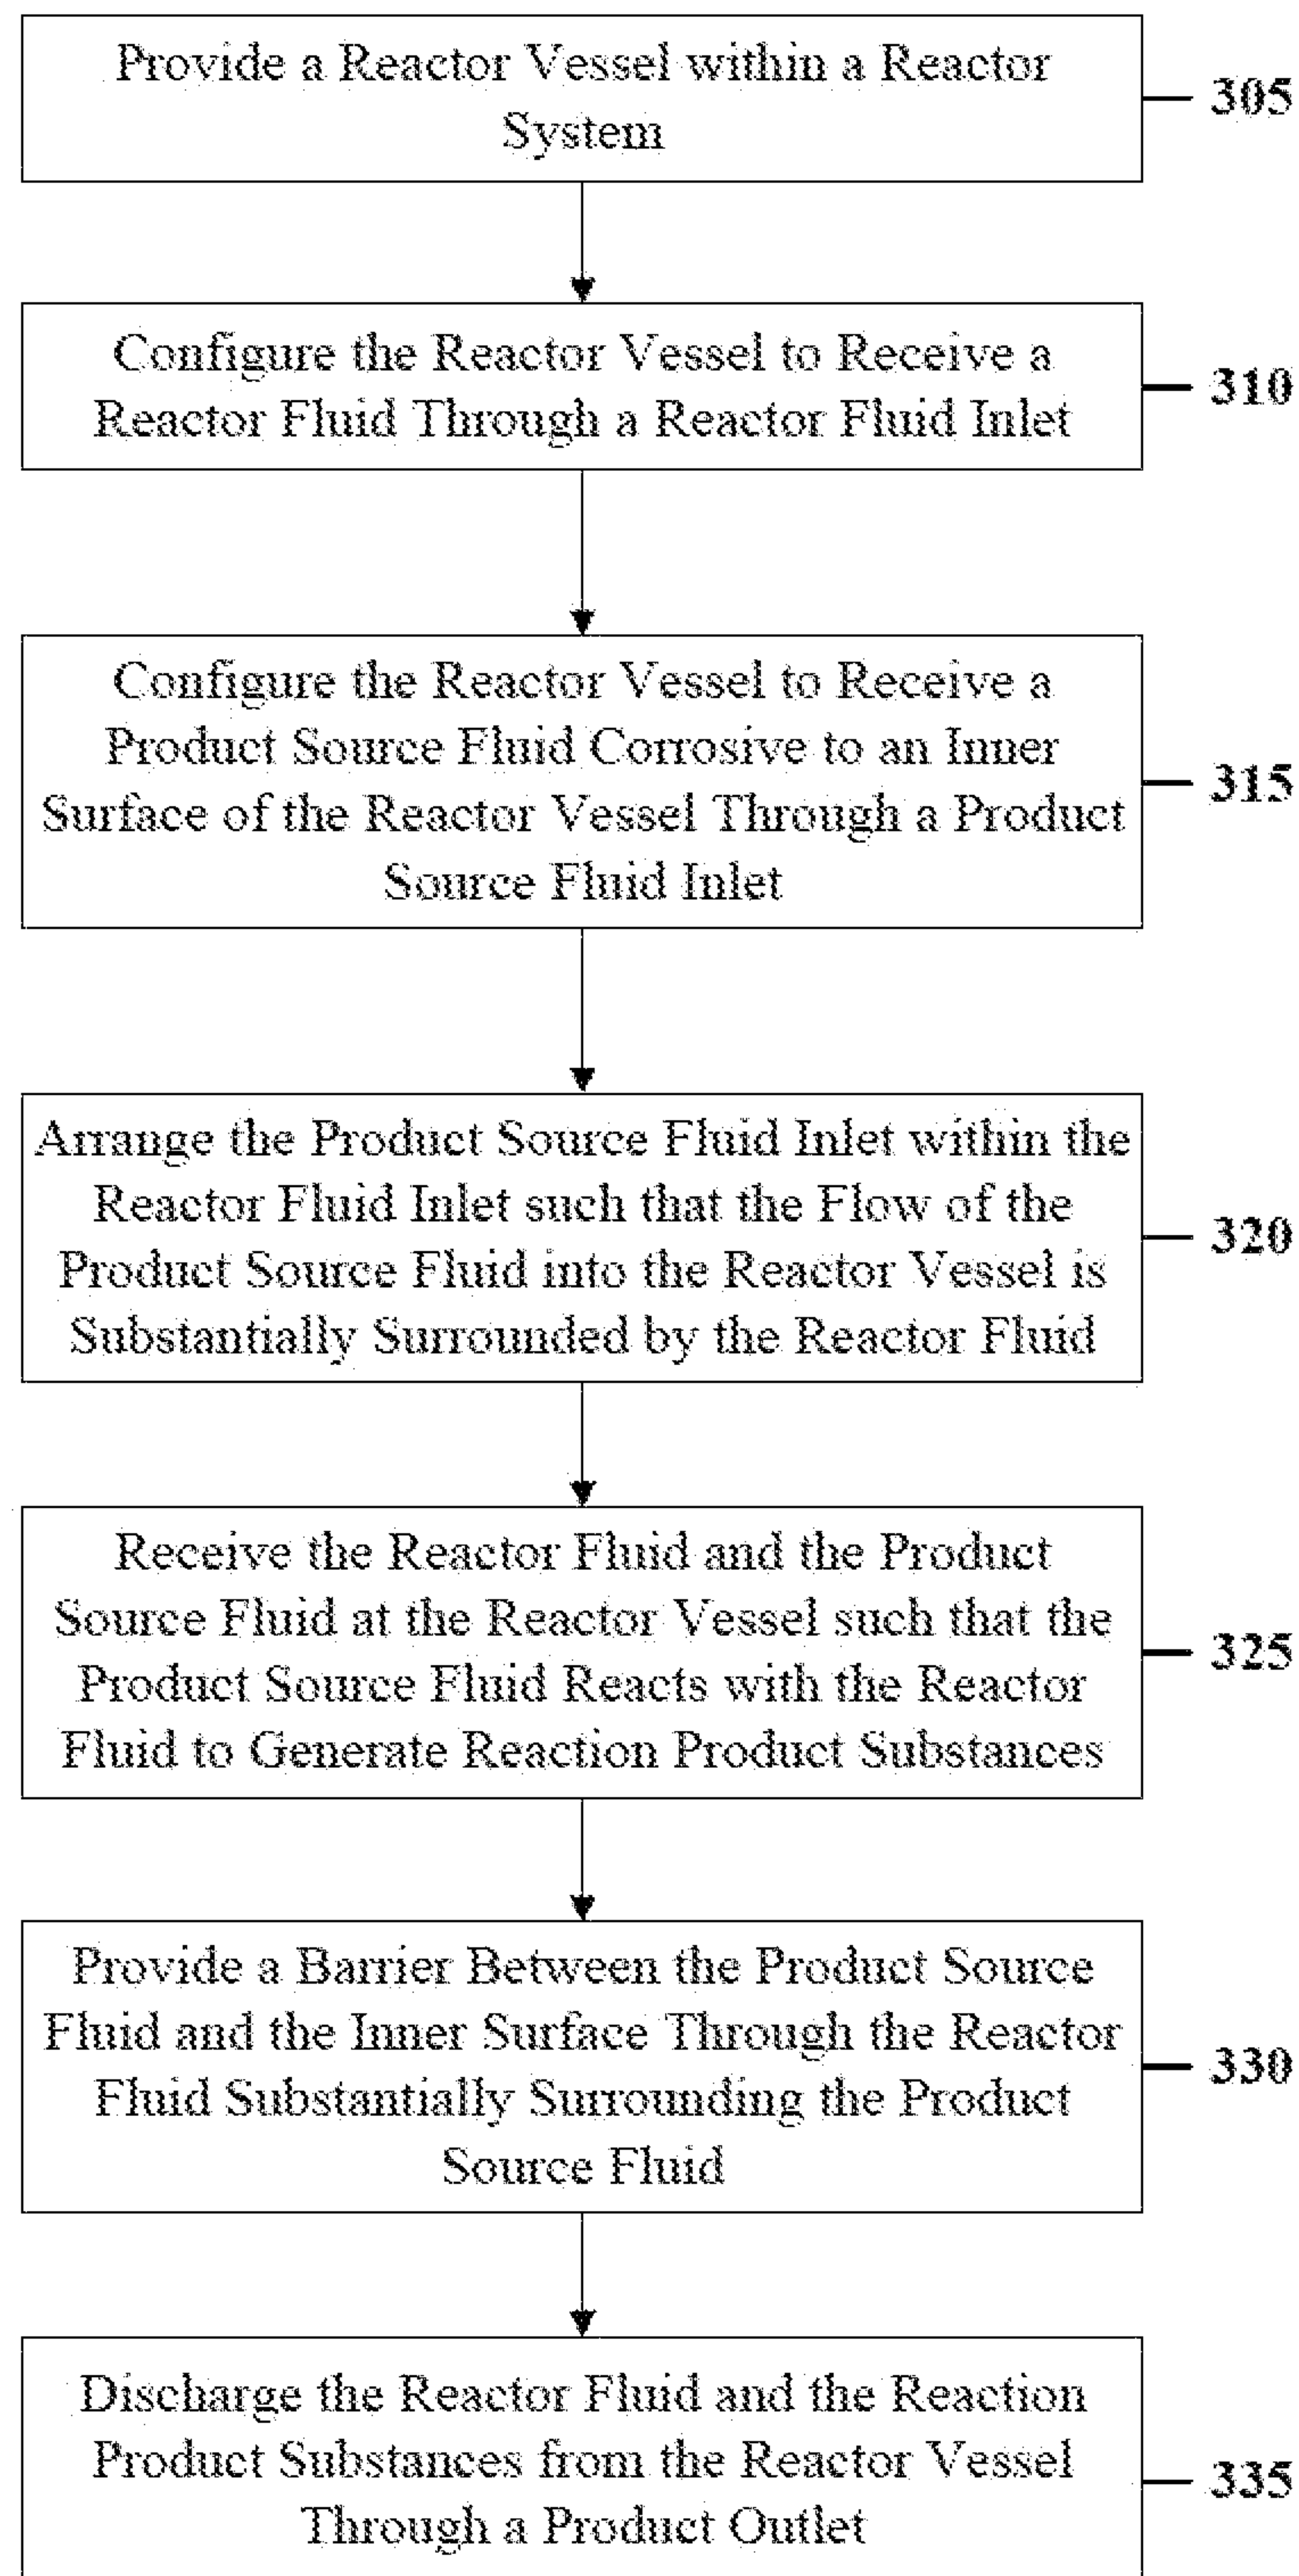 Provide a Reactor Vessel within a Reactor
System
305
Configure the Reactor Vessel to Receive a
Reactor Fluid Through a Reactor Fluid Inlet
310
Configure the Reactor Vessel to Receive a
Product Source Fluid Corrosive to an Inner
Surface of the Reactor Vessel Through a Product
Source Fluid Inlet
315
Arrange the Product Source Fluid Inlet within the
Reactor Fluid Inlet such that the Flow of the
Product Source Fluid into the Reactor Vessel is
Substantially Surrounded by the Reactor Fluid
320
Receive the Reactor Fluid and the Product
Source Fluid at the Reactor Vessel such that the
Product Source Fluid Reacts with the Reactor
Fluid to Generate Reaction Product Substances
325
Provide a Barrier Between the Product Source
Fluid and the Inner Surface Through the Reactor
Fluid Substantially Surrounding the Product
Source Fluid
330
Discharge the Reactor Fluid and the Reaction
Product Substances from the Reactor Vessel
Through a Product Outlet
335